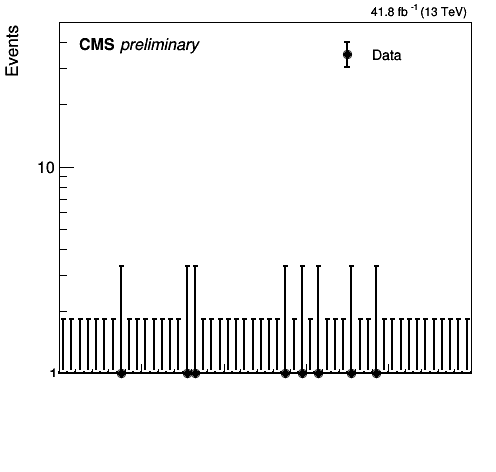 41.8 fb⁻¹ (13 TeV)
Events
CMS preliminary
Data
10
1